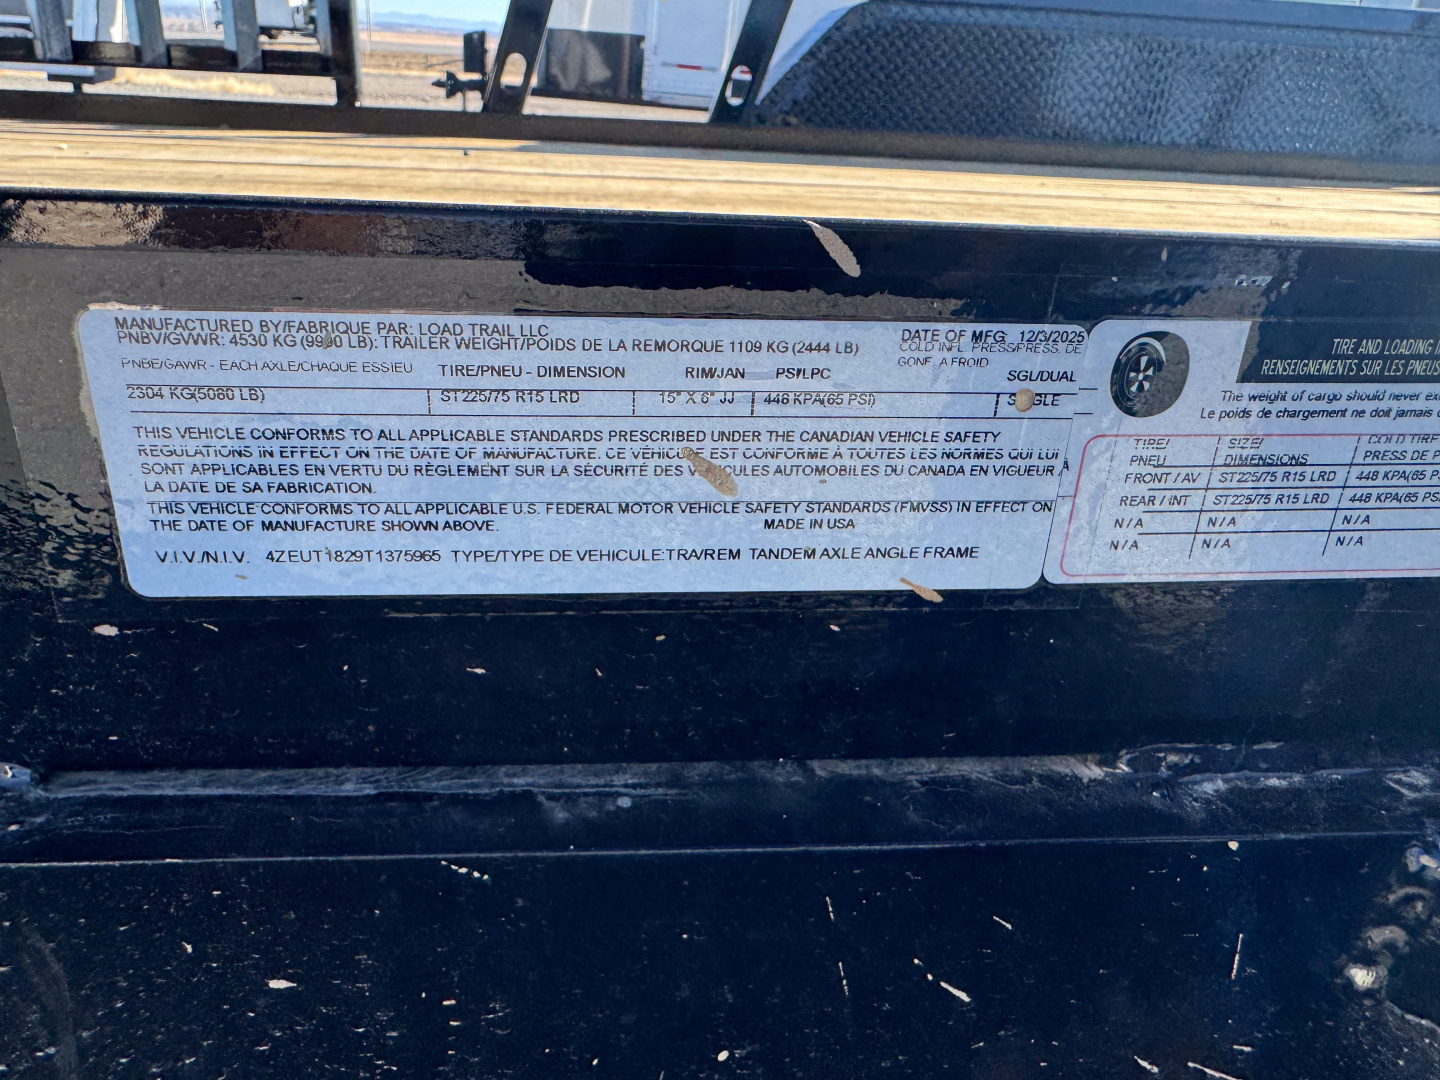 MANUFACTURED BY/FABRIQUE PAR: LOAD TRAIL LLC
PNBV/GVWR: 4530 KG (9990 LB): TRAILER WEIGHT/POIDS DE LA REMORQUE 1109 KG (2444 LB)
DATE OF MFG: 12/3/2025
COLD INFL. PRESS/PRESS. DE
GONF. A FROID
PNBE/GAWR - EACH AXLE/CHAQUE ESSIEU TIRE/PNEU - DIMENSION RIM/JAN PSI/LPC SGL/DUAL
2304 KG(5080 LB) ST225/75 R15 LRD 15" X 6" JJ 448 KPA(65 PSI) SINGLE
THIS VEHICLE CONFORMS TO ALL APPLICABLE STANDARDS PRESCRIBED UNDER THE CANADIAN VEHICLE SAFETY
REGULATIONS IN EFFECT ON THE DATE OF MANUFACTURE. CE VÉHICULE EST CONFORME À TOUTES LES NORMES QUI LUI
SONT APPLICABLES EN VERTU DU RÈGLEMENT SUR LA SÉCURITÉ DES VÉHICULES AUTOMOBILES DU CANADA EN VIGUEUR À
LA DATE DE SA FABRICATION.
THIS VEHICLE CONFORMS TO ALL APPLICABLE U.S. FEDERAL MOTOR VEHICLE SAFETY STANDARDS (FMVSS) IN EFFECT ON
THE DATE OF MANUFACTURE SHOWN ABOVE. MADE IN USA
V.I.V./N.I.V. 4ZEUT1829T1375965 TYPE/TYPE DE VEHICULE:TRA/REM TANDEM AXLE ANGLE FRAME
TIRE AND LOADING
RENSEIGNEMENTS SUR LES PNEUS
The weight of cargo should never
Le poids de chargement ne doit jamais
TIRE/ SIZE/ COLD TIRE
PNEU DIMENSIONS PRESS DE
FRONT / AV ST225/75 R15 LRD 448 KPA(65
REAR / INT ST225/75 R15 LRD 448 KPA(65
N/A N/A N/A
N/A N/A N/A